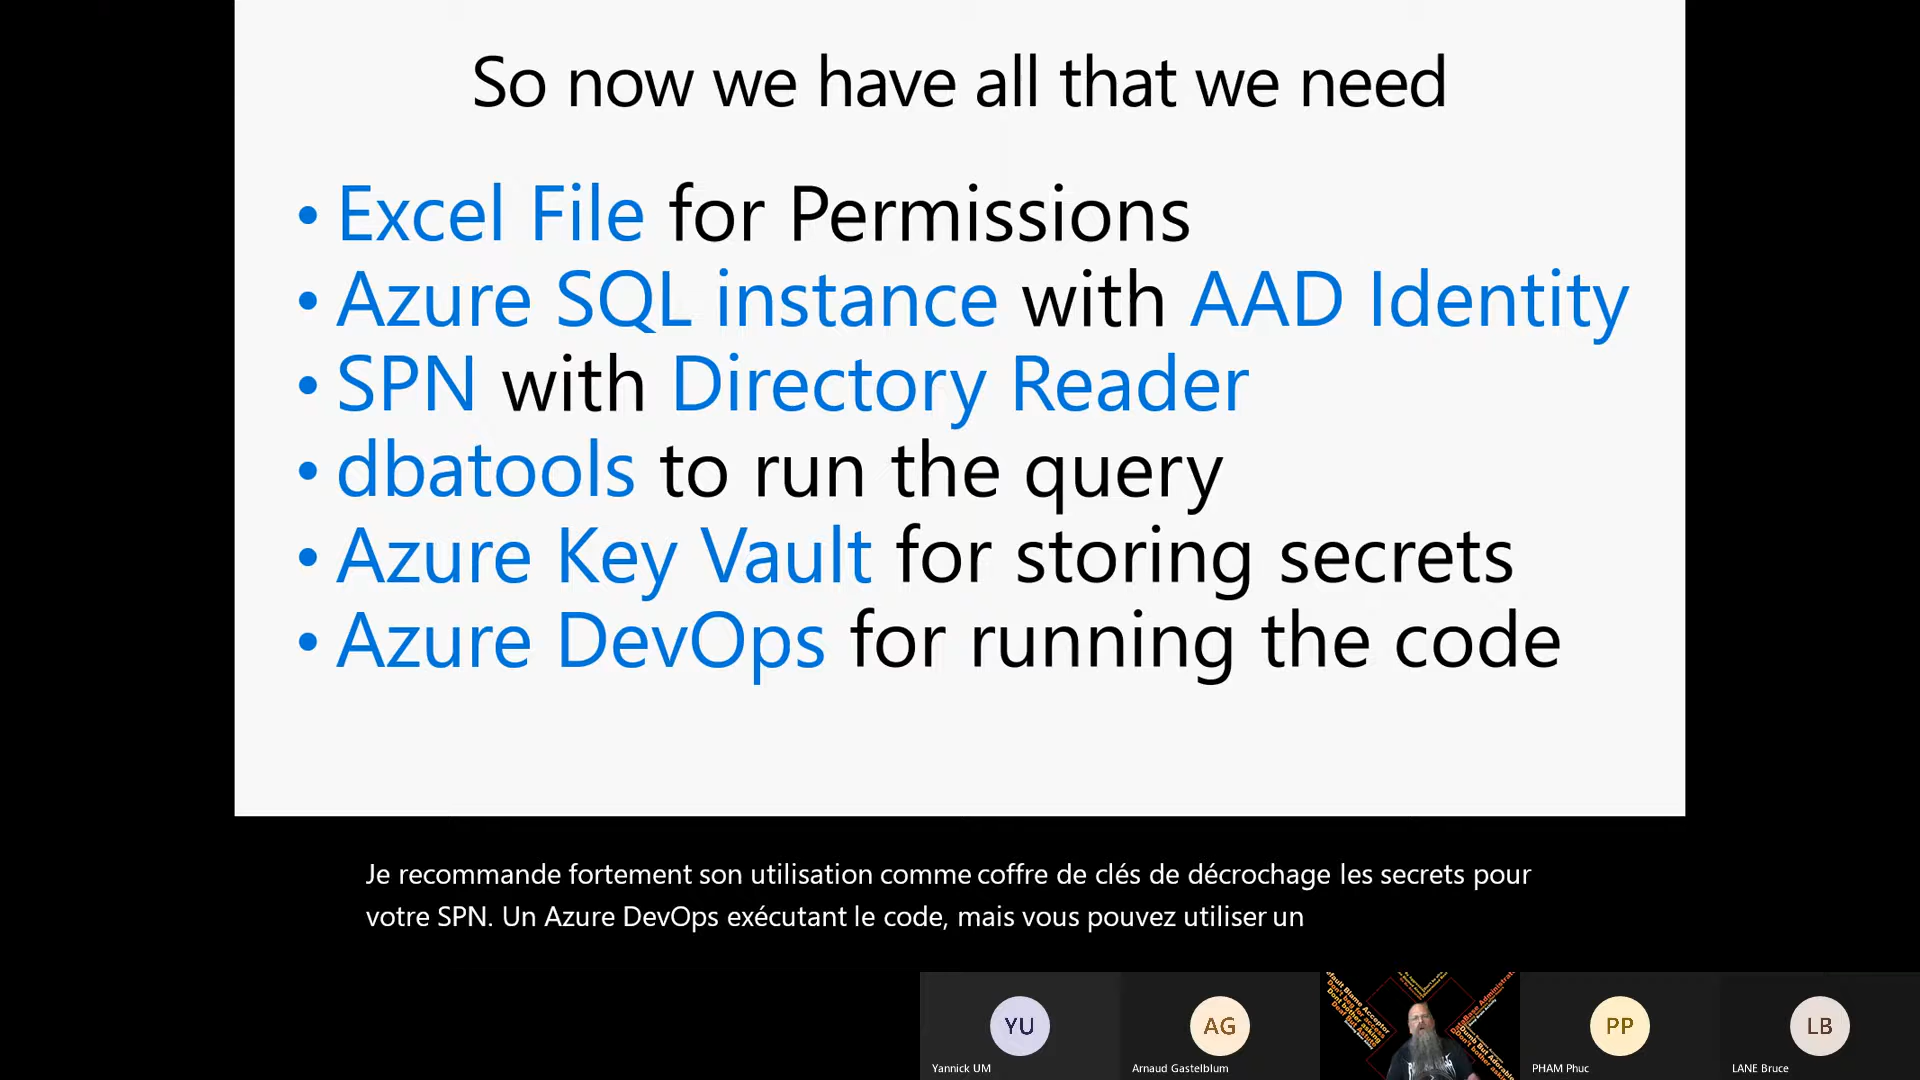 So now we have all that we need
• Excel File for Permissions
• Azure SQL instance with AAD Identity
• SPN with Directory Reader
• dbatools to run the query
• Azure Key Vault for storing secrets
• Azure DevOps for running the code
Je recommande fortement son utilisation comme coffre de clés de décrochage les secrets pour
votre SPN. Un Azure DevOps exécutant le code, mais vous pouvez utiliser un
YU
AG
PP
LB
Yannick UM
Arnaud Gastelblum
PHAM Phuc
LANE Bruce